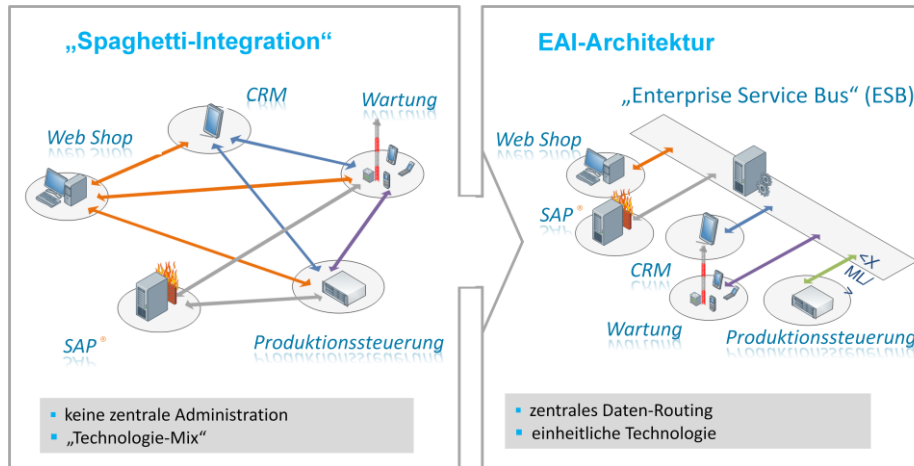 „Spaghetti-Integration“
CRM
Wartung
Web Shop
SAP ®
Produktionssteuerung
▪ keine zentrale Administration
▪ „Technologie-Mix“
EAI-Architektur
„Enterprise Service Bus“ (ESB)
Web Shop
SAP ®
CRM
<X
ML/
>
Wartung
Produktionssteuerung
▪ zentrales Daten-Routing
▪ einheitliche Technologie